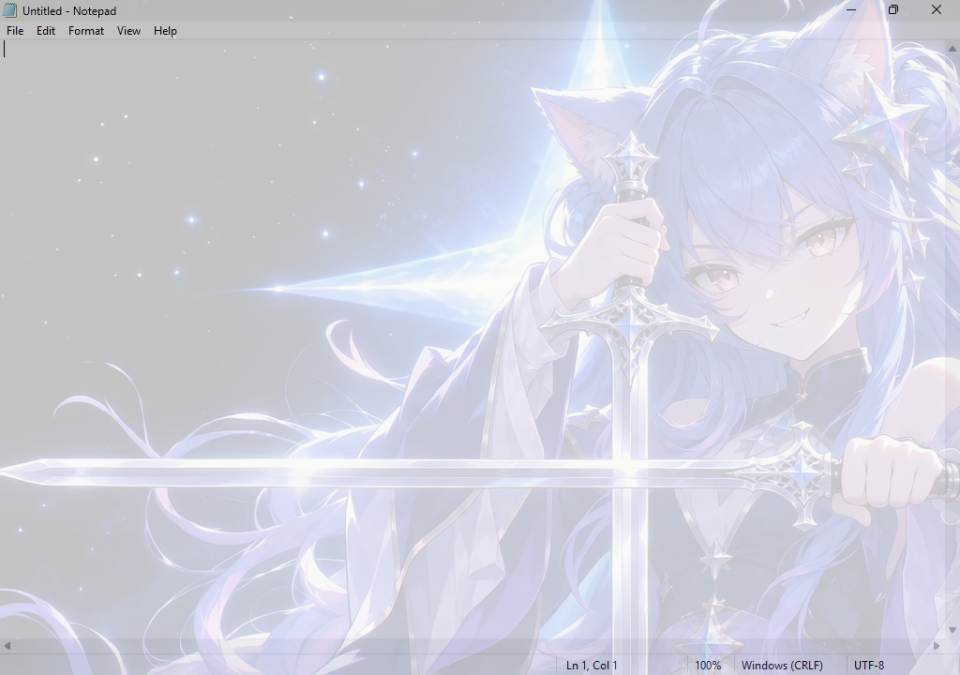 Untitled - Notepad
File Edit Format View Help
Ln 1, Col 1 100% Windows (CRLF) UTF-8